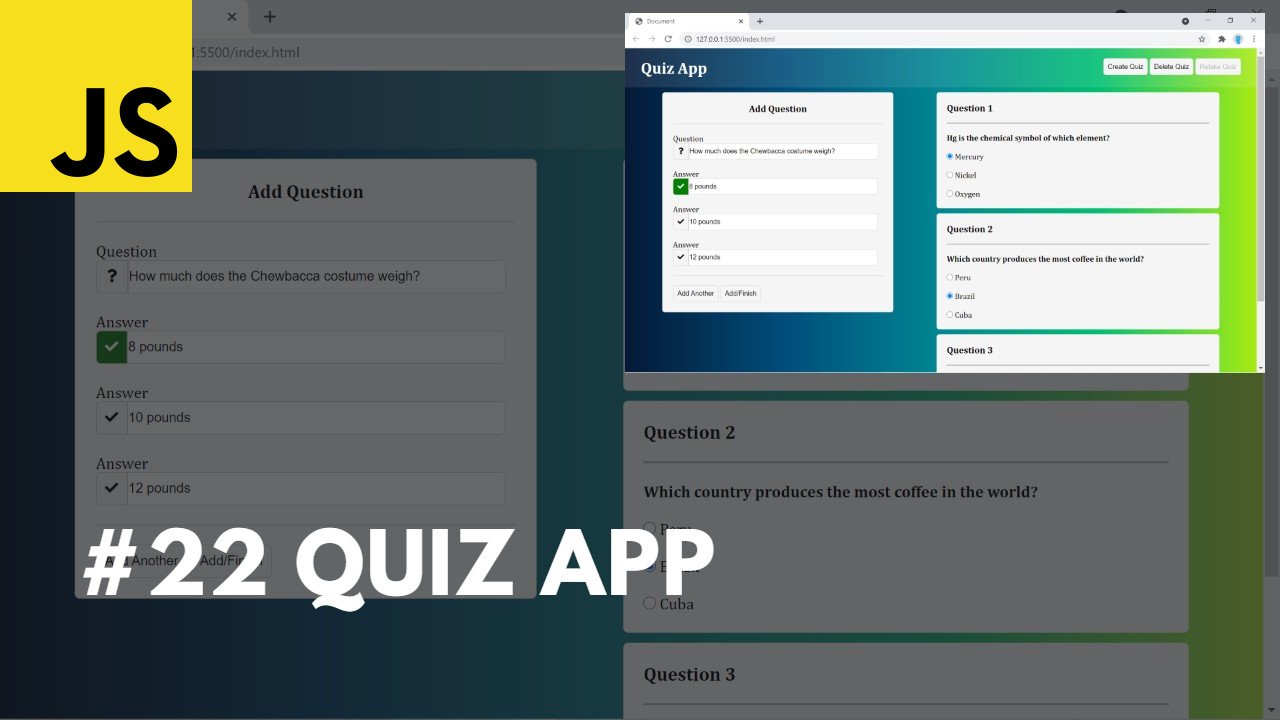 JS
1:5500/index.html
Add Question
Question
? How much does the Chewbacca costume weigh?
Answer
8 pounds
Answer
10 pounds
Answer
12 pounds
Add Another Add/Finish
#22 QUIZ APP
Document
127.0.0.1:5500/index.html
Quiz App
Create Quiz Delete Quiz Retake Quiz
Add Question
Question
? How much does the Chewbacca costume weigh?
Answer
8 pounds
Answer
10 pounds
Answer
12 pounds
Add Another Add/Finish
Question 1
Hg is the chemical symbol of which element?
Mercury
Nickel
Oxygen
Question 2
Which country produces the most coffee in the world?
Peru
Brazil
Cuba
Question 3
Question 2
Which country produces the most coffee in the world?
Peru
Brazil
Cuba
Question 3